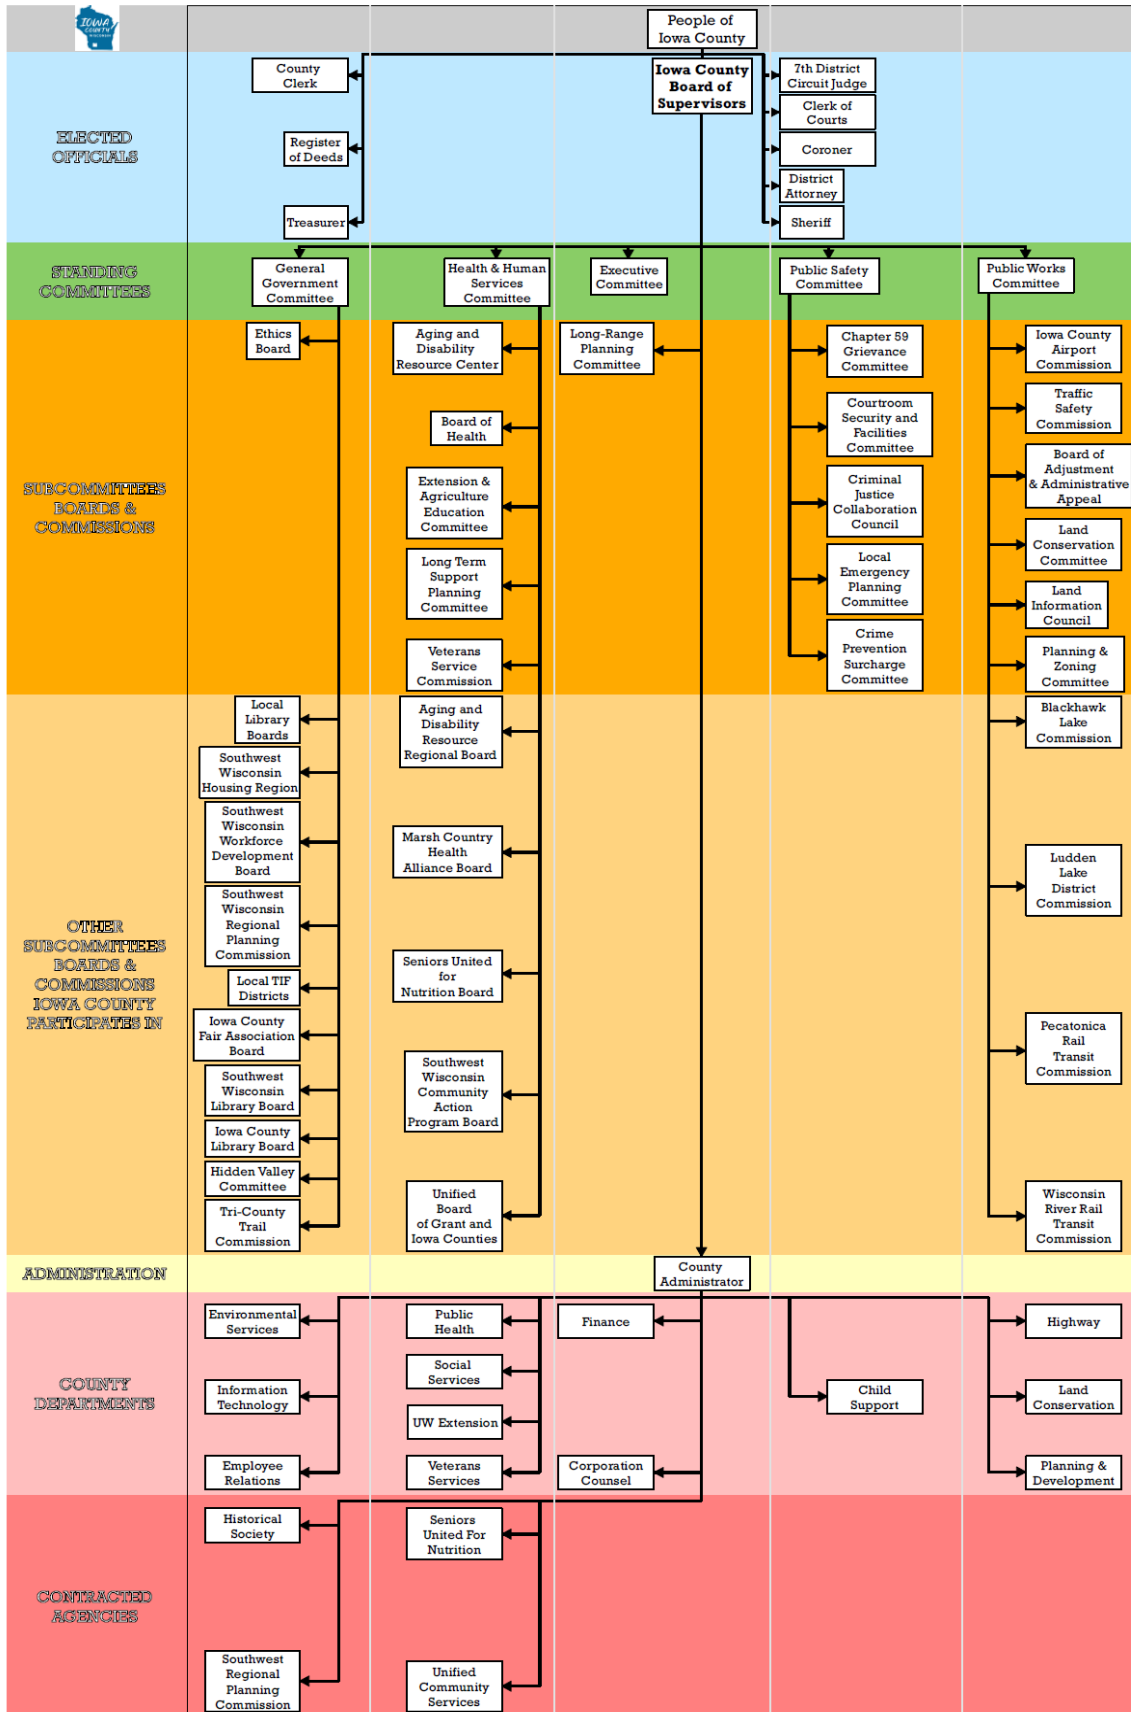 IOWA
COUNTY
WISCONSIN
People of
Iowa County
ELECTED
OFFICIALS
County
Clerk
Register
of Deeds
Treasurer
Iowa County
Board of
Supervisors
7th District
Circuit Judge
Clerk of
Courts
Coroner
District
Attorney
Sheriff
STANDING
COMMITTEES
General
Government
Committee
Health & Human
Services
Committee
Executive
Committee
Public Safety
Committee
Public Works
Committee
SUBCOMMITTEES
BOARDS &
COMMISSIONS
Ethics
Board
Aging and
Disability
Resource Center
Board of
Health
Extension &
Agriculture
Education
Committee
Long Term
Support
Planning
Committee
Veterans
Service
Commission
Long-Range
Planning
Committee
Chapter 59
Grievance
Committee
Courtroom
Security and
Facilities
Committee
Criminal
Justice
Collaboration
Council
Local
Emergency
Planning
Committee
Crime
Prevention
Surcharge
Committee
Iowa County
Airport
Commission
Traffic
Safety
Commission
Board of
Adjustment
& Administrative
Appeal
Land
Conservation
Committee
Land
Information
Council
Planning &
Zoning
Committee
OTHER
SUBCOMMITTEES
BOARDS &
COMMISSIONS
IOWA COUNTY
PARTICIPATES IN
Local
Library
Boards
Southwest
Wisconsin
Housing Region
Southwest
Wisconsin
Workforce
Development
Board
Southwest
Wisconsin
Regional
Planning
Commission
Local TIF
Districts
Iowa County
Fair Association
Board
Southwest
Wisconsin
Library Board
Iowa County
Library Board
Hidden Valley
Committee
Tri-County
Trail
Commission
Aging and
Disability
Resource
Regional Board
Marsh Country
Health
Alliance Board
Seniors United
for
Nutrition Board
Southwest
Wisconsin
Community
Action
Program Board
Unified
Board
of Grant and
Iowa Counties
Blackhawk
Lake
Commission
Ludden
Lake
District
Commission
Pecatonica
Rail
Transit
Commission
Wisconsin
River Rail
Transit
Commission
ADMINISTRATION
County
Administrator
COUNTY
DEPARTMENTS
Environmental
Services
Information
Technology
Employee
Relations
Public
Health
Social
Services
UW Extension
Veterans
Services
Finance
Corporation
Counsel
Child
Support
Highway
Land
Conservation
Planning &
Development
CONTRACTED
AGENCIES
Historical
Society
Southwest
Regional
Planning
Commission
Seniors
United For
Nutrition
Unified
Community
Services